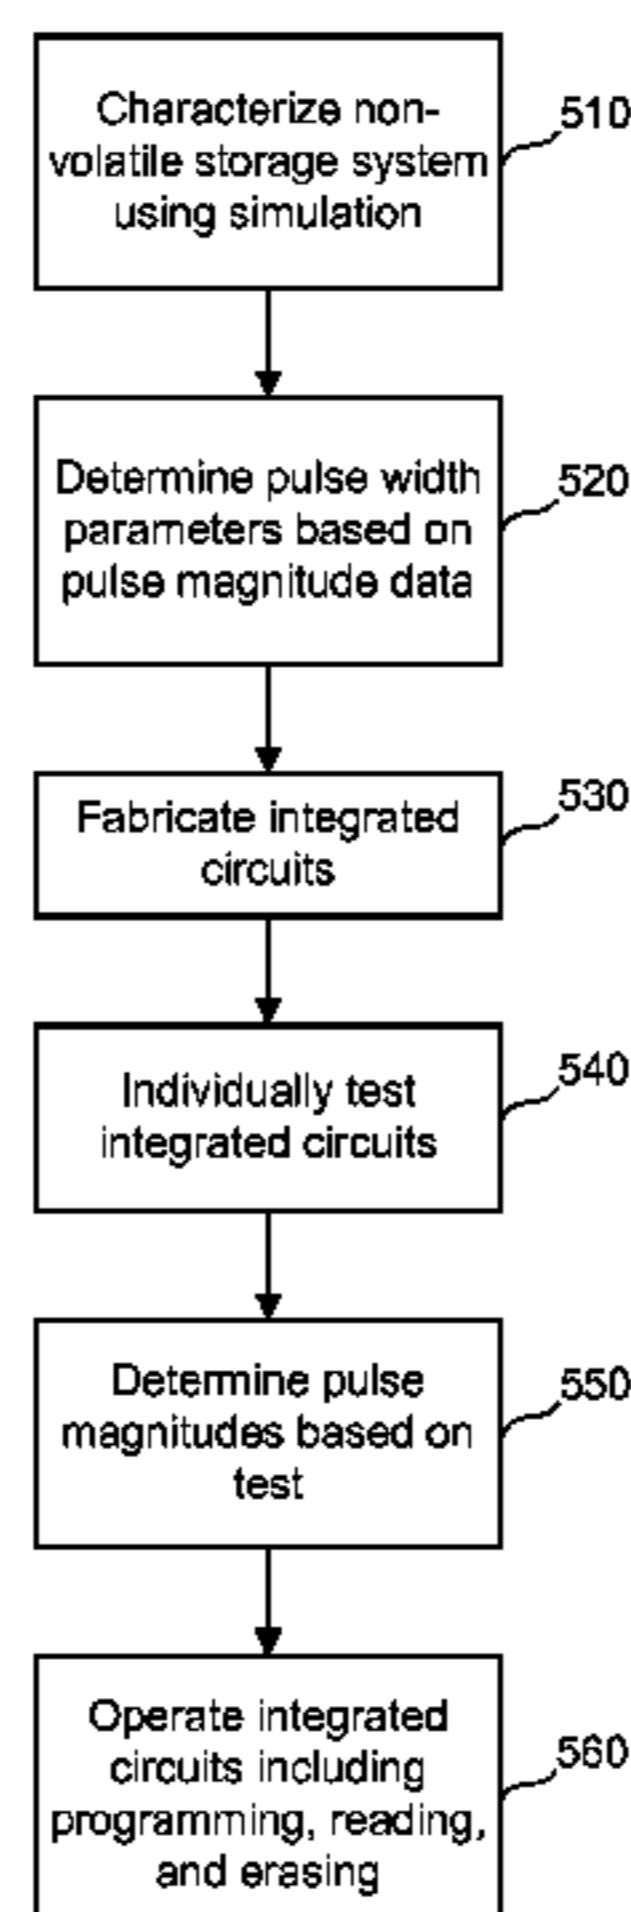 Characterize non-
volatile storage system
using simulation
510
Determine pulse width
parameters based on
pulse magnitude data
520
Fabricate integrated
circuits
530
Individually test
integrated circuits
540
Determine pulse
magnitudes based on
test
550
Operate integrated
circuits including
programming, reading,
and erasing
560